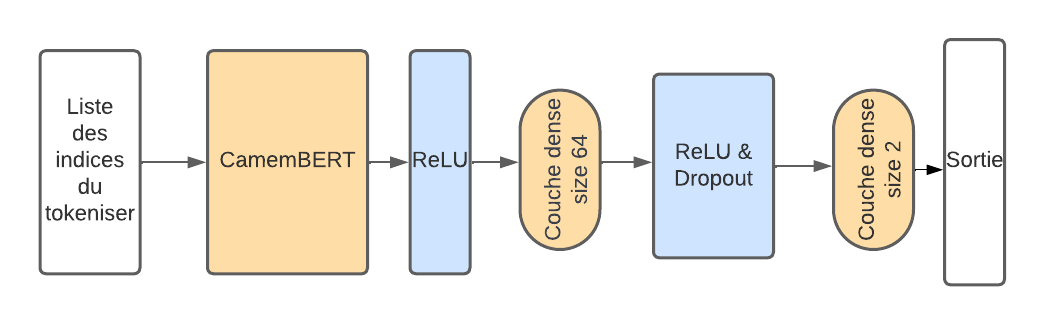 Liste
des
indices
du
tokeniser
CamemBERT
ReLU
Couche dense
size 64
ReLU &
Dropout
Couche dense
size 2
Sortie